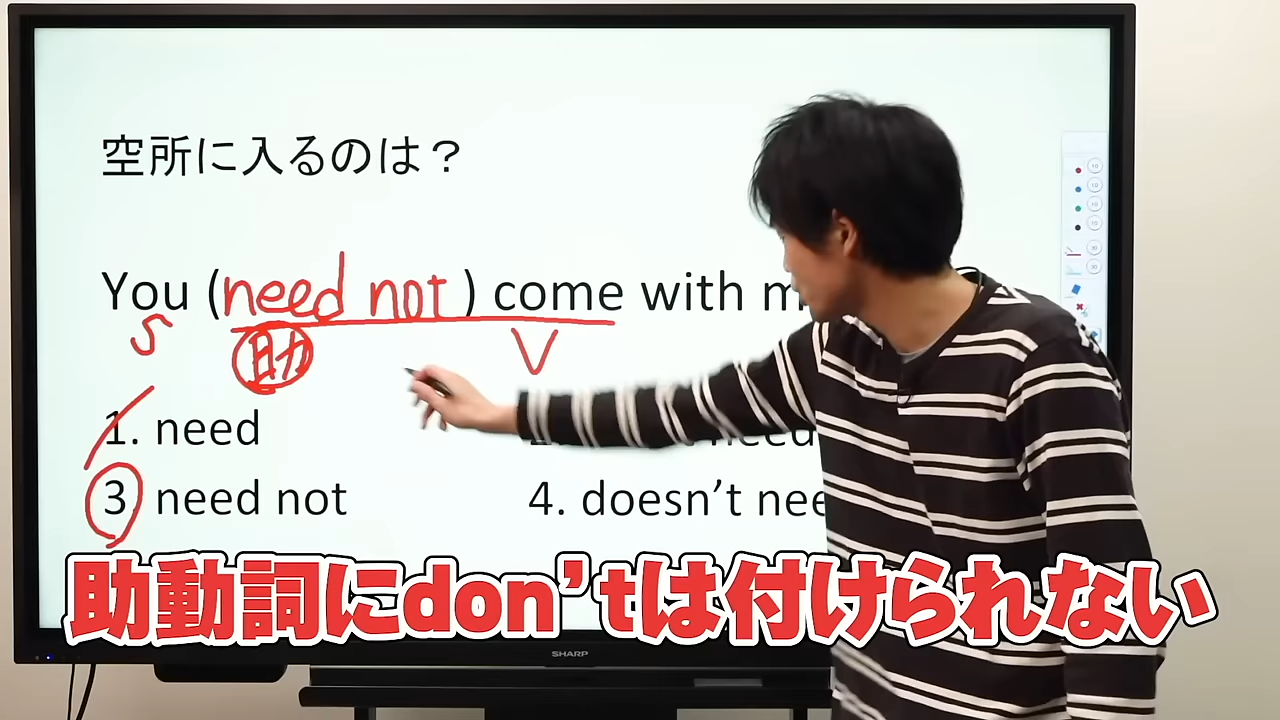 空所に入るのは？
You (need not) come with m
S 助 V
1. need
need
3. need not
4. doesn't nee
助動詞にdon'tは付けられない
SHARP